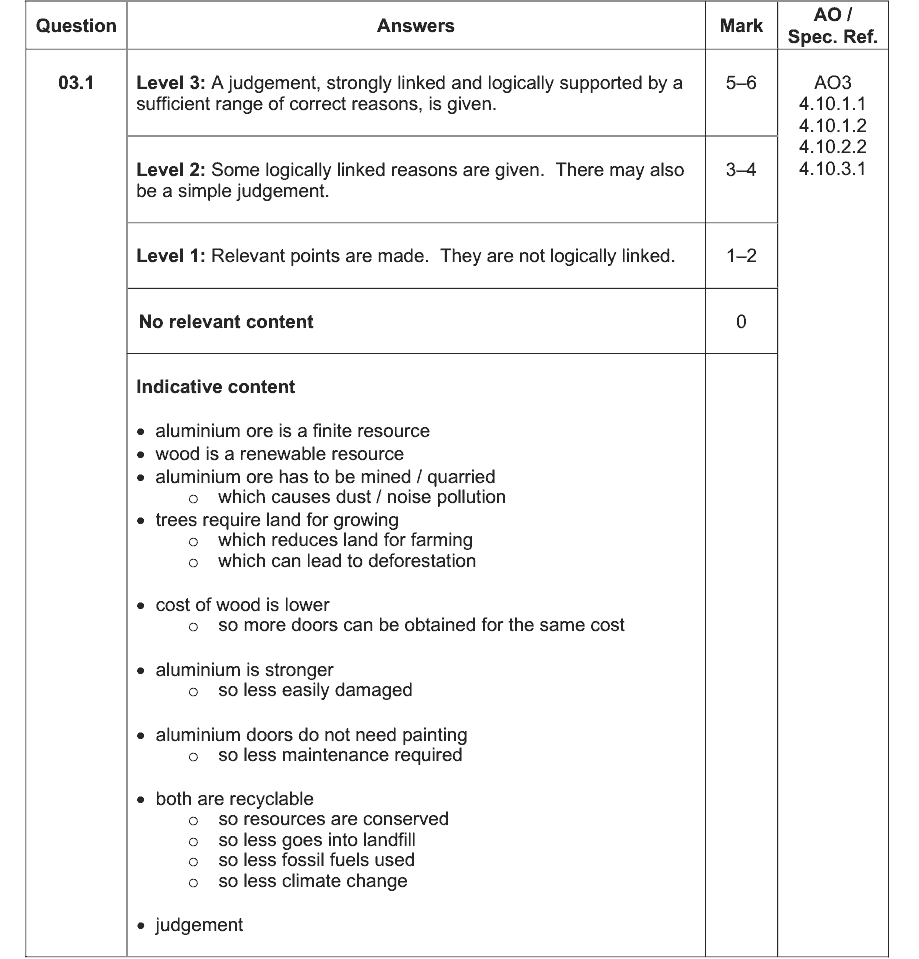 Question Answers Mark AO /
Spec. Ref.
03.1 Level 3: A judgement, strongly linked and logically supported by a 5–6 AO3
sufficient range of correct reasons, is given. 4.10.1.1
4.10.1.2
4.10.2.2
4.10.3.1
Level 2: Some logically linked reasons are given. There may also 3–4
be a simple judgement.
Level 1: Relevant points are made. They are not logically linked. 1–2
No relevant content 0
Indicative content
• aluminium ore is a finite resource
• wood is a renewable resource
• aluminium ore has to be mined / quarried
o which causes dust / noise pollution
• trees require land for growing
o which reduces land for farming
o which can lead to deforestation
• cost of wood is lower
o so more doors can be obtained for the same cost
• aluminium is stronger
o so less easily damaged
• aluminium doors do not need painting
o so less maintenance required
• both are recyclable
o so resources are conserved
o so less goes into landfill
o so less fossil fuels used
o so less climate change
• judgement